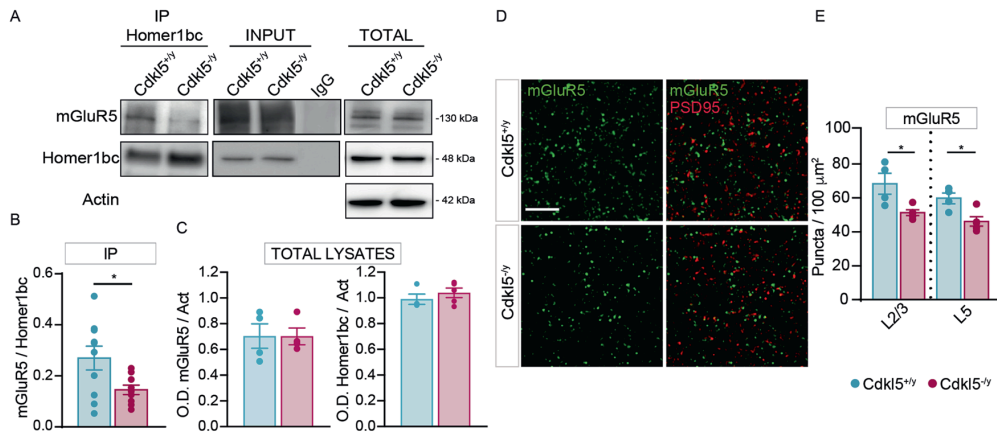 A
IP
Homer1bc
INPUT
TOTAL
Cdkl5+/y
Cdkl5-/y
Cdkl5+/y
Cdkl5-/y
IgG
Cdkl5+/y
Cdkl5-/y
mGluR5
-130 kDa
-130 kDa
Homer1bc
- 48 kDa
- 48 kDa
Actin
- 42 kDa
B
IP
mGluR5 / Homer1bc
0.6
0.4
0.2
0.0
*
C
TOTAL LYSATES
O.D. mGluR5 / Act
1.2
1.0
0.8
0.6
0.4
0.2
0.0
O.D. Homer1bc / Act
1.2
1.0
0.8
0.6
0.4
0.2
0.0
D
mGluR5
mGluR5
PSD95
Cdkl5+/y
Cdkl5-/y
E
mGluR5
Puncta / 100 μm2
100
80
60
40
20
0
*
*
L2/3
L5
Cdkl5+/y
Cdkl5-/y